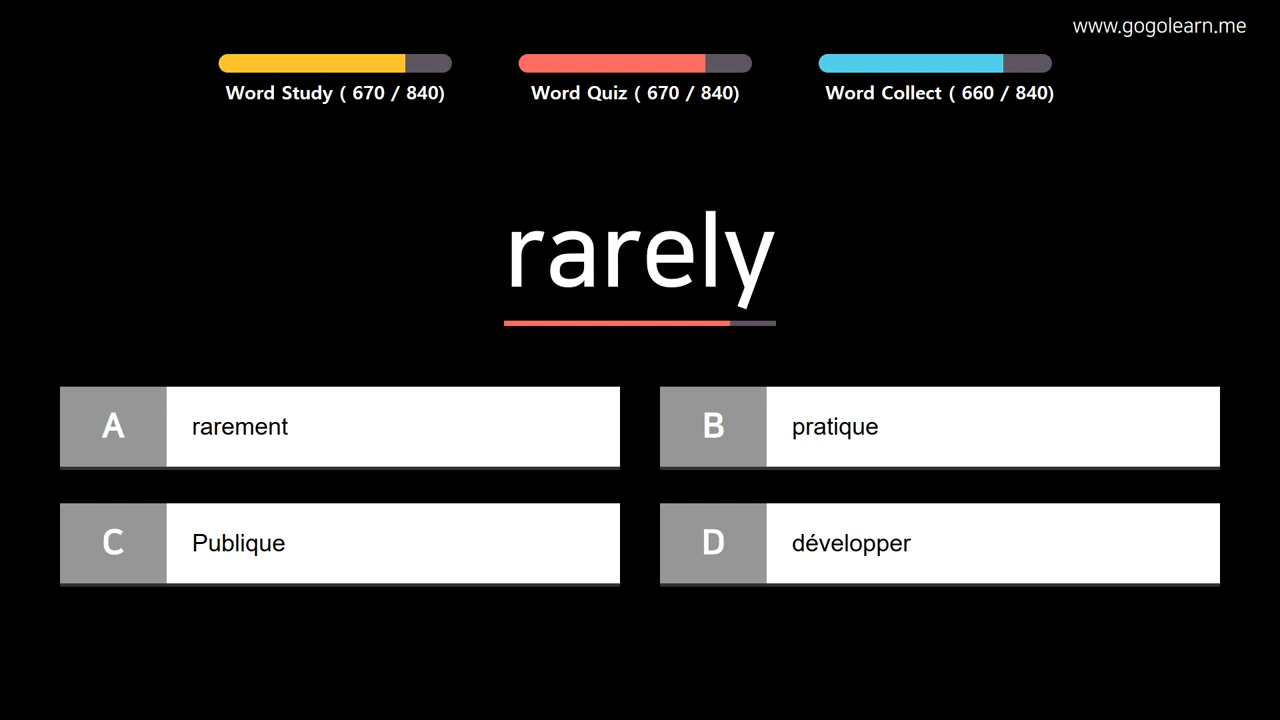 www.gogolearn.me
Word Study ( 670 / 840)
Word Quiz ( 670 / 840)
Word Collect ( 660 / 840)
rarely
A rarement
B pratique
C Publique
D développer